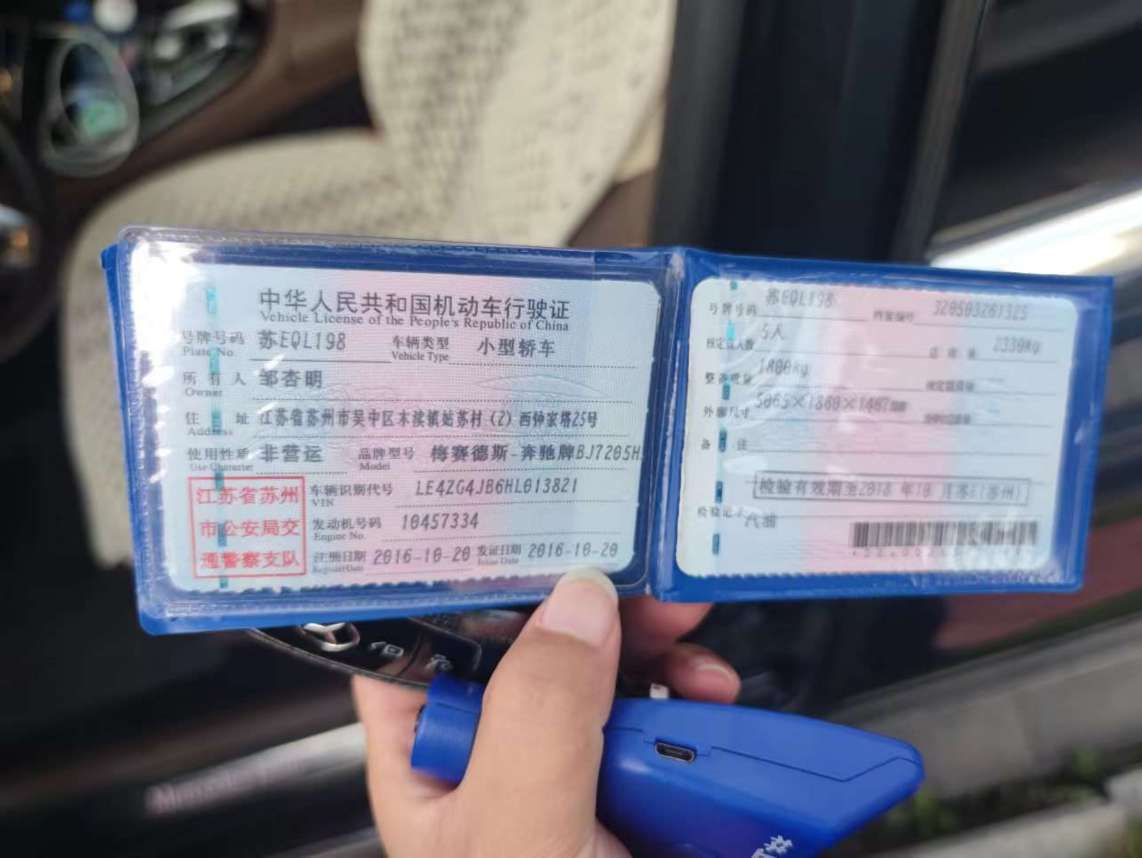 中华人民共和国机动车行驶证
Vehicle License of the People's Republic of China
号牌号码 苏EQL198 车辆类型 小型轿车
Plate No. Vehicle Type
所有人 邹杏明
Owner
住址 江苏省苏州市吴中区木渎镇姑苏村(2)西钟家塔25号
Address
使用性质 非营运 品牌型号 梅赛德斯-奔驰牌BJ7205H
Use Character Model
江苏省苏州
市公安局交
通警察支队
车辆识别代号 LE4ZG4JB6HL013821
VIN
发动机号码 10457334
Engine No.
注册日期 2016-10-20 发证日期 2016-10-20
Register Date Issue Date
号牌号码 苏EQL198 档案编号 320503261325
核定载人数 5人 总质量 2330kg
整备质量 1800kg 核定载质量
外廓尺寸 5065×1860×1487mm
备注
检验有效期至2018年10月苏E(苏州)
检验记录 汽油